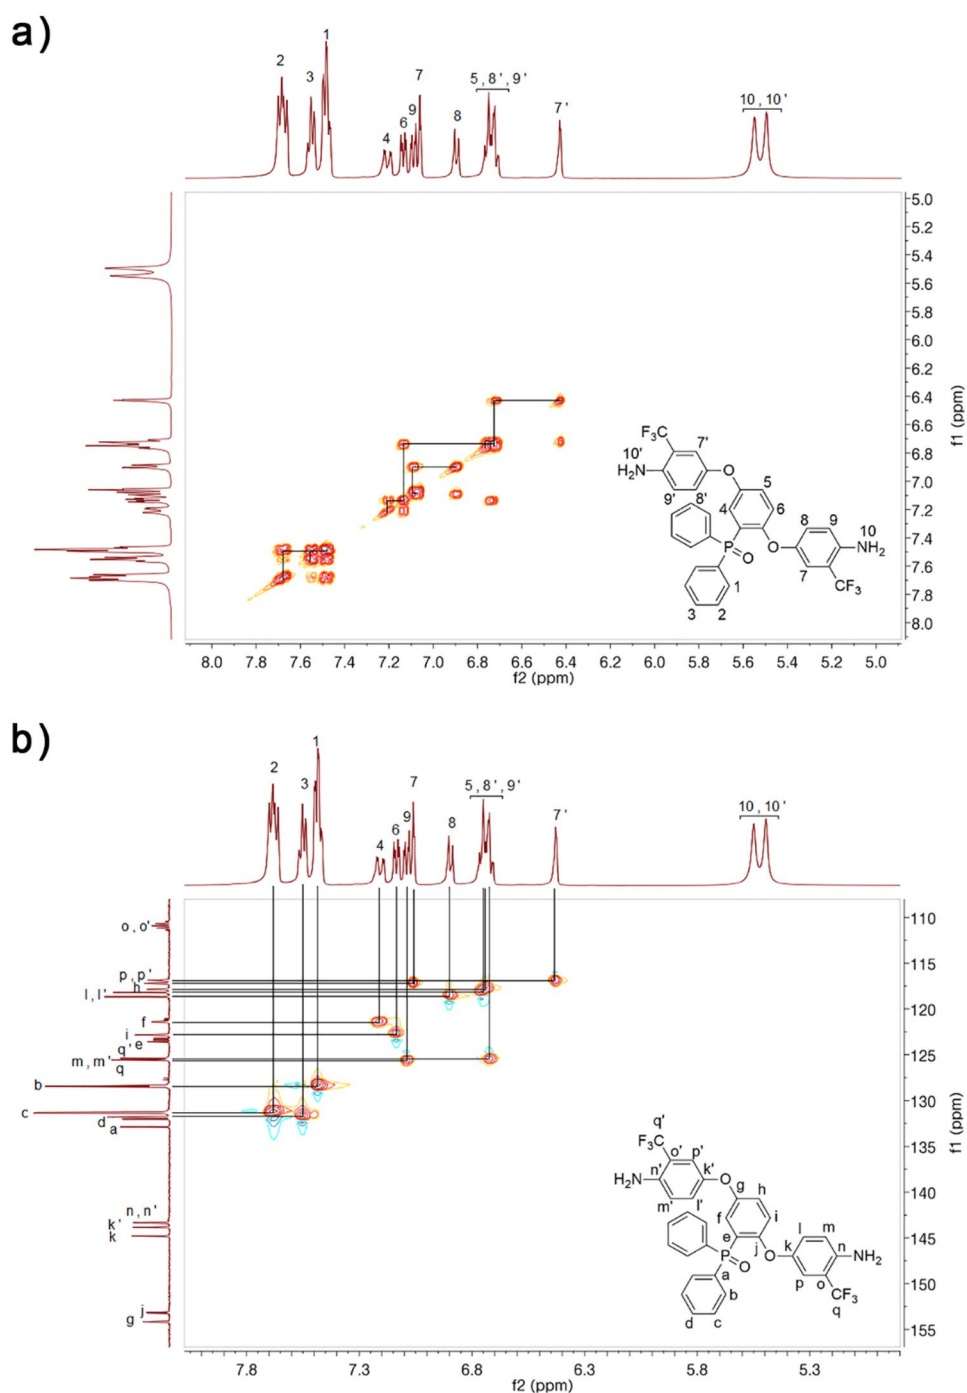 a)
1
2
3
7
5 , 8 ' , 9 '
10 , 10 '
9
6
8
7 '
4
5.0
5.2
5.4
5.6
5.8
6.0
6.2
6.4
6.6
6.8
7.0
7.2
7.4
7.6
7.8
8.0
f1 (ppm)
F₃C
7'
10'
H₂N
O
5
9'
8'
4
6
8
9
10
NH₂
O
P
O
7
CF₃
1
3
2
8.0 7.8 7.6 7.4 7.2 7.0 6.8 6.6 6.4 6.2 6.0 5.8 5.6 5.4 5.2 5.0
f2 (ppm)
b)
1
2
3
7
5 , 8 ' , 9 '
10 , 10 '
9
6
8
7 '
4
o , o'
p , p'
h
l , l'
f
i
q' e
m , m'
q
b
c
d
a
n , n'
k'
k
j
g
110
115
120
125
130
135
140
145
150
155
f1 (ppm)
q'
F₃C
o'
p'
n'
k'
H₂N
O
m'
l'
g
h
f
i
e
j
l
m
k
n
NH₂
O
P
O
a
b
p
o
CF₃
q
d
c
7.8 7.3 6.8 6.3 5.8 5.3
f2 (ppm)